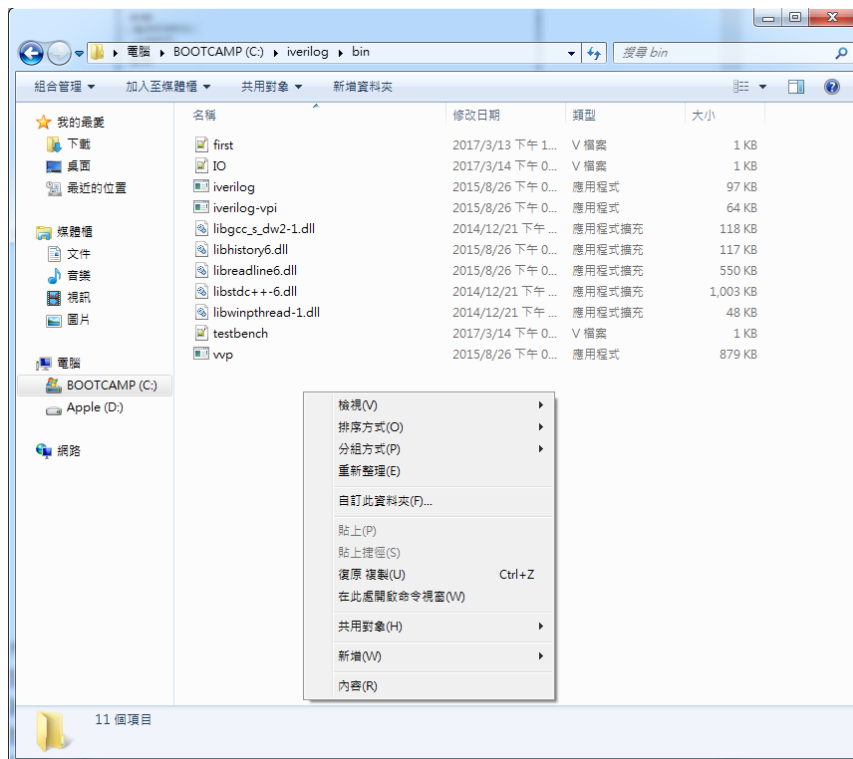 電腦 BOOTCAMP (C:) iverilog bin 搜尋 bin
組合管理 加入至媒體櫃 共用對象 新增資料夾
我的最愛
下載
桌面
最近的位置
媒體櫃
文件
音樂
視訊
圖片
電腦
BOOTCAMP (C:)
Apple (D:)
網路
名稱 修改日期 類型 大小
first 2017/3/13 下午 1... V 檔案 1 KB
IO 2017/3/14 下午 0... V 檔案 1 KB
iverilog 2015/8/26 下午 0... 應用程式 97 KB
iverilog-vpi 2015/8/26 下午 0... 應用程式 64 KB
libgcc_s_dw2-1.dll 2014/12/21 下午 ... 應用程式擴充 118 KB
libhistory6.dll 2015/8/26 下午 0... 應用程式擴充 117 KB
libreadline6.dll 2015/8/26 下午 0... 應用程式擴充 550 KB
libstdc++-6.dll 2014/12/21 下午 ... 應用程式擴充 1,003 KB
libwinpthread-1.dll 2014/12/21 下午 ... 應用程式擴充 48 KB
testbench 2017/3/14 下午 0... V 檔案 1 KB
vvp 2015/8/26 下午 0... 應用程式 879 KB
檢視(V)
排序方式(O)
分組方式(P)
重新整理(E)
自訂此資料夾(F)...
貼上(P)
貼上捷徑(S)
復原 複製(U) Ctrl+Z
在此處開啟命令視窗(W)
共用對象(H)
新增(W)
內容(R)
11 個項目